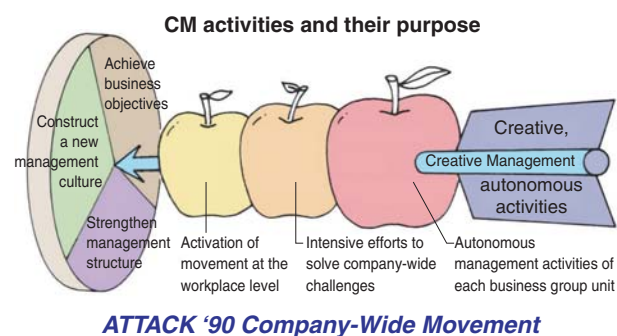 CM activities and their purpose
Achieve
business
objectives
Construct
a new
management
culture
Strengthen
management
structure
Activation of
movement at the
workplace level
Intensive efforts to
solve company-wide
challenges
Autonomous
management activities of
each business group unit
Creative,
Creative Management
autonomous
activities
ATTACK ‘90 Company-Wide Movement